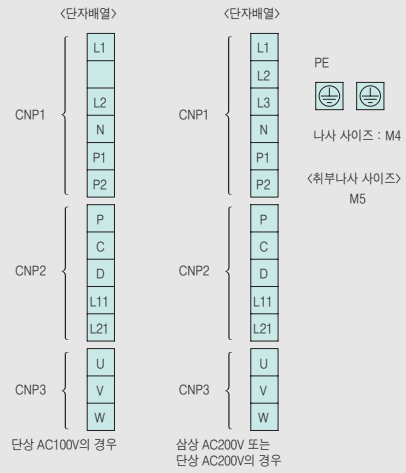 〈단자배열〉
L1
L2
N
P1
P2
CNP1
P
C
D
L11
L21
CNP2
U
V
W
CNP3
단상 AC100V의 경우
〈단자배열〉
L1
L2
L3
N
P1
P2
CNP1
P
C
D
L11
L21
CNP2
U
V
W
CNP3
삼상 AC200V 또는
단상 AC200V의 경우
PE
나사 사이즈 : M4
〈취부나사 사이즈〉
M5